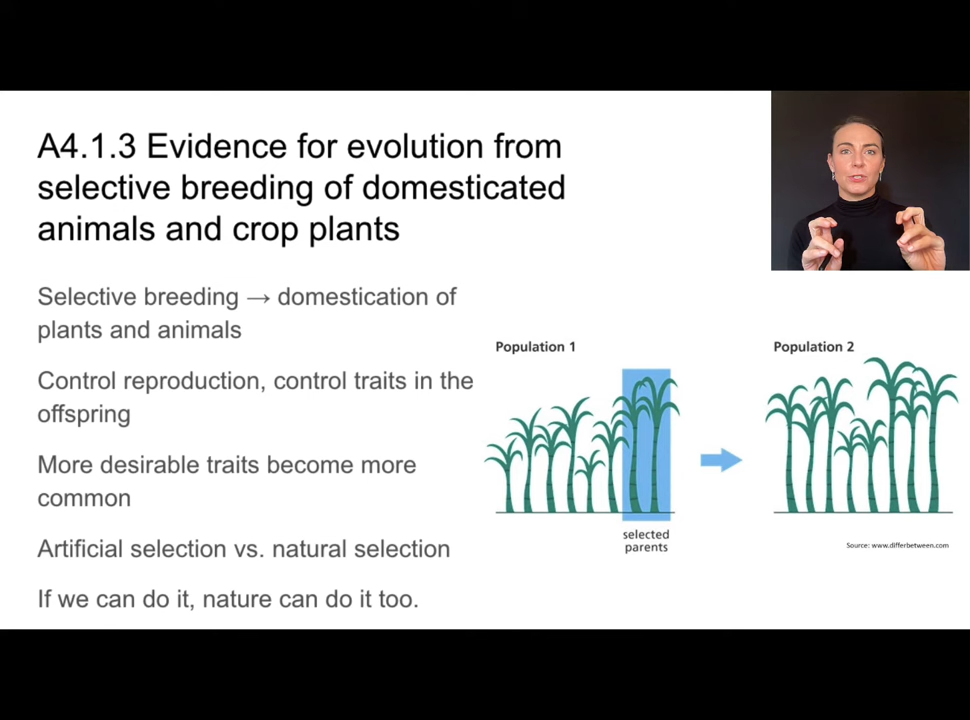 A4.1.3 Evidence for evolution from
selective breeding of domesticated
animals and crop plants
Selective breeding → domestication of
plants and animals
Control reproduction, control traits in the
offspring
More desirable traits become more
common
Artificial selection vs. natural selection
If we can do it, nature can do it too.
Population 1
selected
parents
Population 2
Source: www.differbetween.com